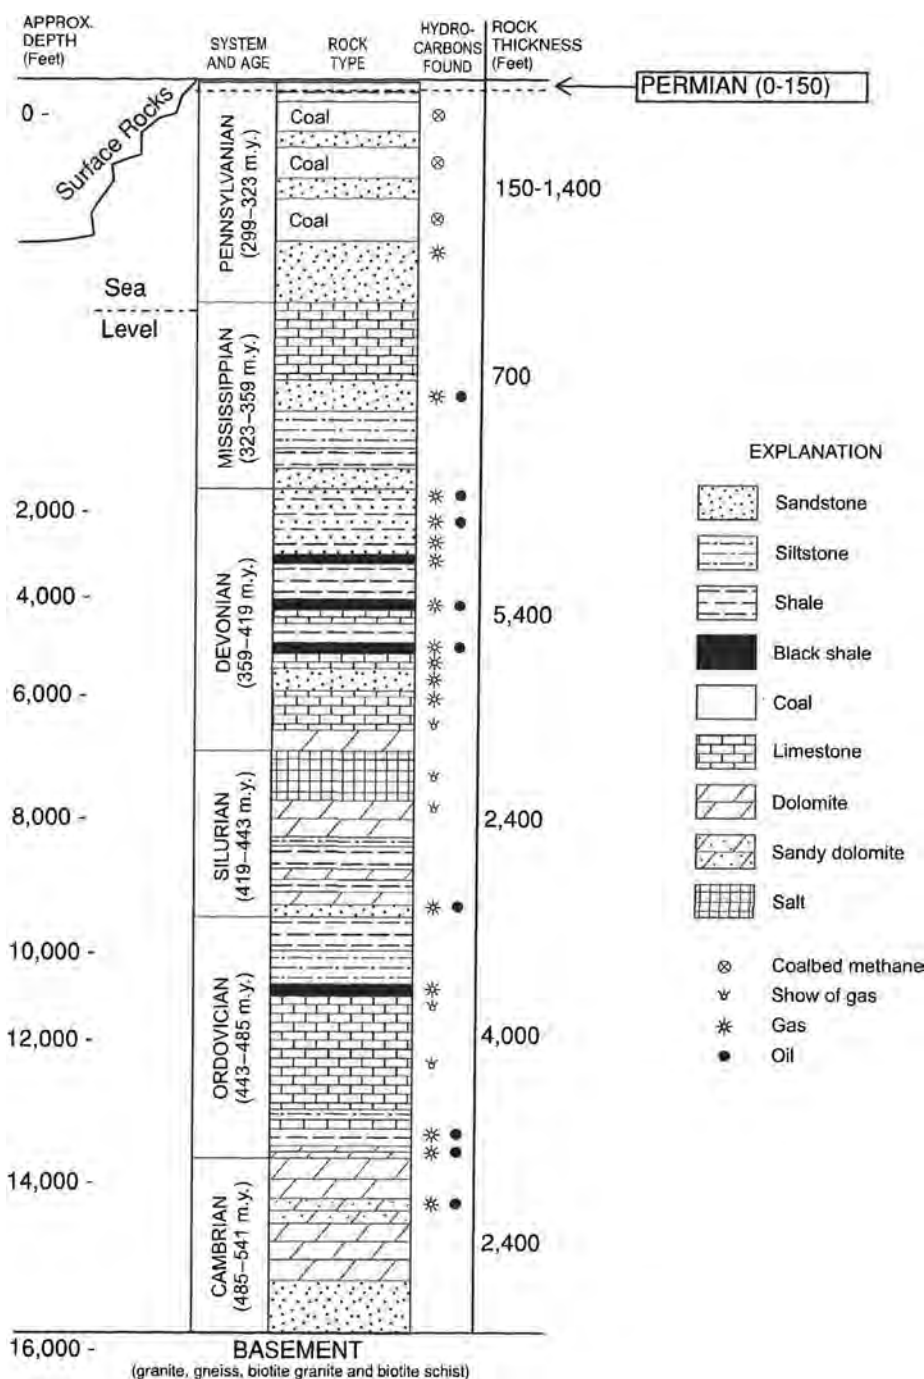 APPROX.
DEPTH
(Feet)
SYSTEM
AND AGE
ROCK
TYPE
HYDRO-
CARBONS
FOUND
ROCK
THICKNESS
(Feet)
PERMIAN (0-150)
0 -
Surface Rocks
Sea
Level
2,000 -
4,000 -
6,000 -
8,000 -
10,000 -
12,000 -
14,000 -
16,000 -
PENNSYLVANIAN
(299–323 m.y.)
MISSISSIPPIAN
(323–359 m.y.)
DEVONIAN
(359–419 m.y.)
SILURIAN
(419–443 m.y.)
ORDOVICIAN
(443–485 m.y.)
CAMBRIAN
(485–541 m.y.)
Coal
Coal
Coal
150-1,400
700
5,400
2,400
4,000
2,400
BASEMENT
(granite, gneiss, biotite granite and biotite schist)
EXPLANATION
Sandstone
Siltstone
Shale
Black shale
Coal
Limestone
Dolomite
Sandy dolomite
Salt
Coalbed methane
Show of gas
Gas
Oil